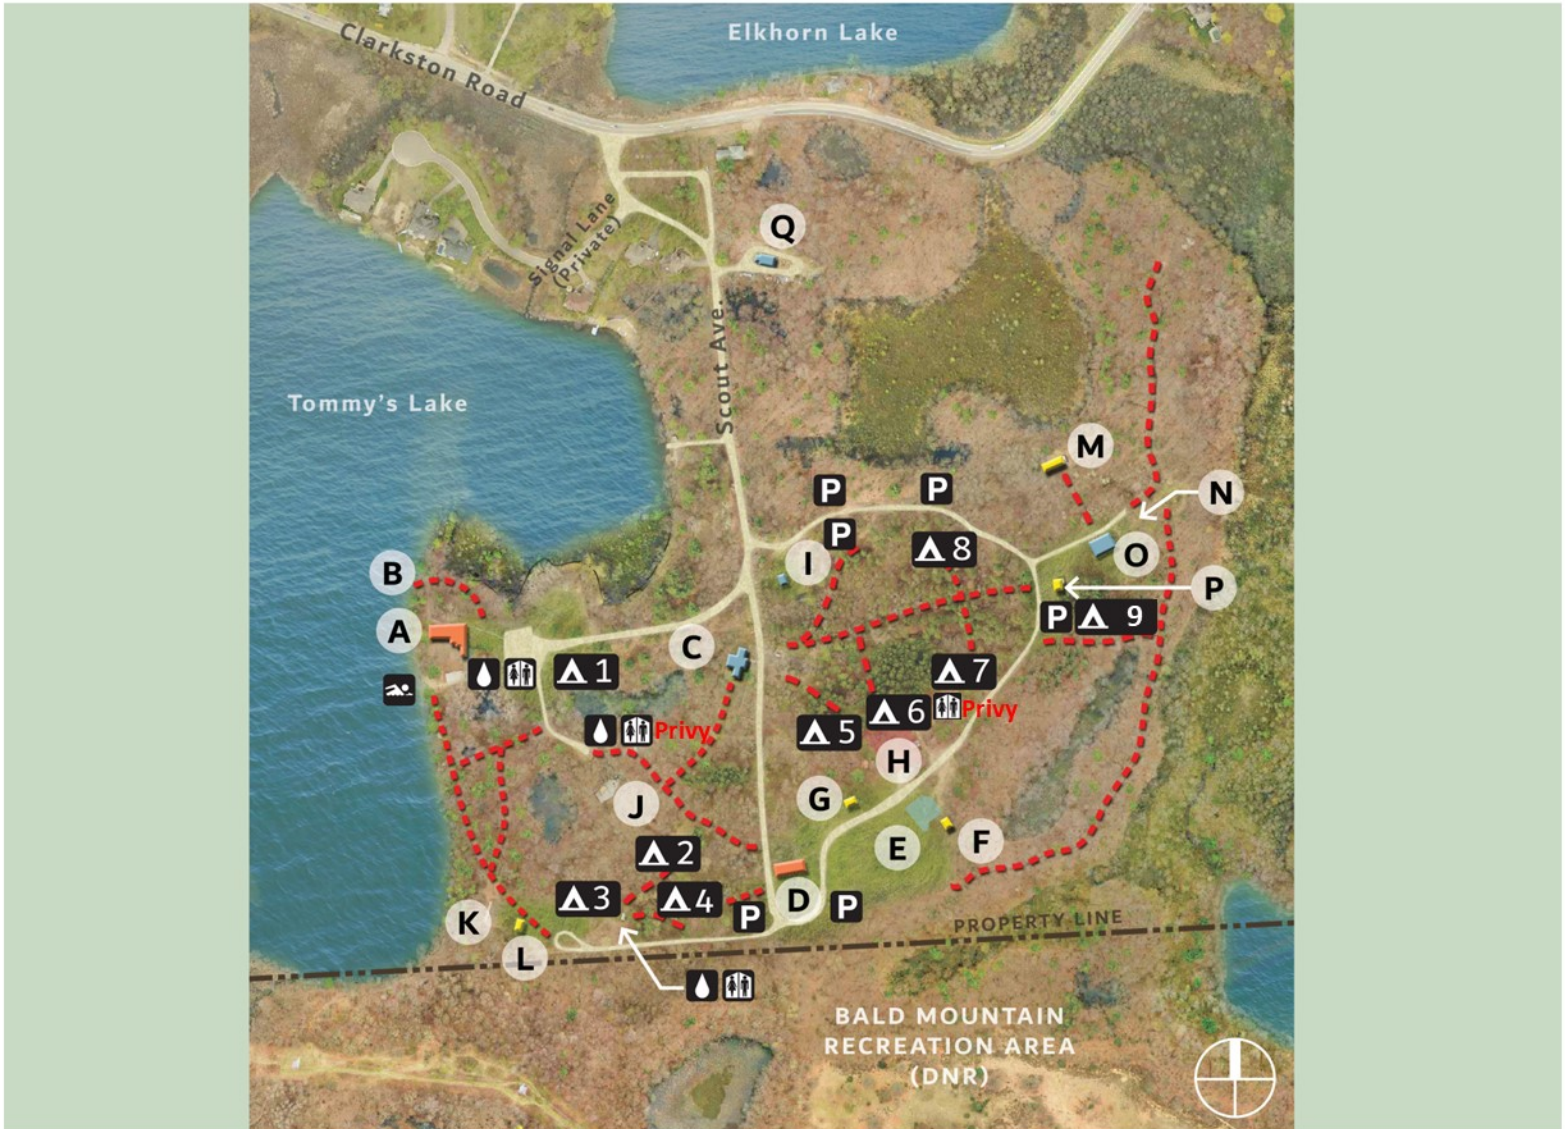 Elkhorn Lake
Clarkston Road
Q
Signal Lane
(Private)
Scout Ave.
Tommy's Lake
M
P
P
N
P
8
O
I
B
P
A
P
9
C
1
7
6
Privy
5
Privy
H
G
J
E
F
2
3
4
D
P
P
K
PROPERTY LINE
L
BALD MOUNTAIN
RECREATION AREA
(DNR)